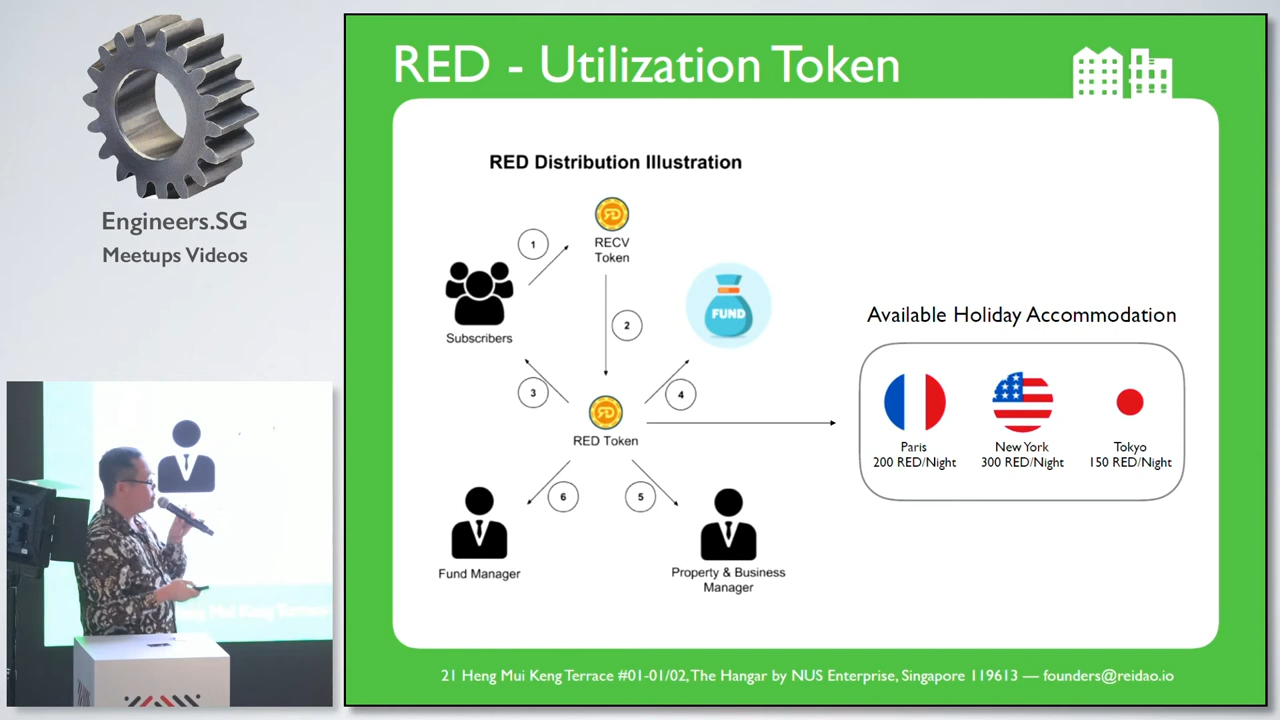 Engineers.SG
Meetups Videos
RED - Utilization Token
RED Distribution Illustration
RECV
Token
1
Subscribers
2
FUND
3
4
RED Token
6
5
Fund Manager
Property & Business
Manager
Available Holiday Accommodation
Paris
200 RED/Night
New York
300 RED/Night
Tokyo
150 RED/Night
21 Heng Mui Keng Terrace #01-01/02, The Hangar by NUS Enterprise, Singapore 119613 — founders@reidao.io
Mui Keng Terrace